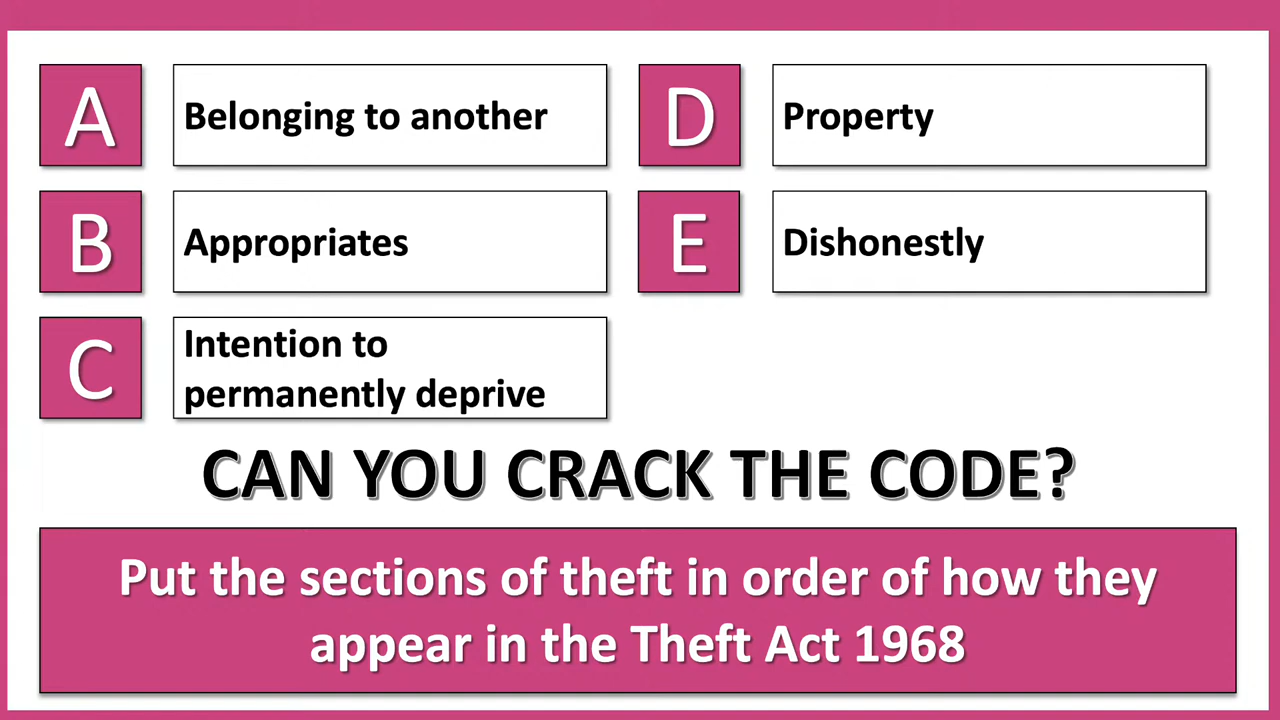 A
Belonging to another
B
Appropriates
C
Intention to
permanently deprive
D
Property
E
Dishonestly
CAN YOU CRACK THE CODE?
Put the sections of theft in order of how they
appear in the Theft Act 1968